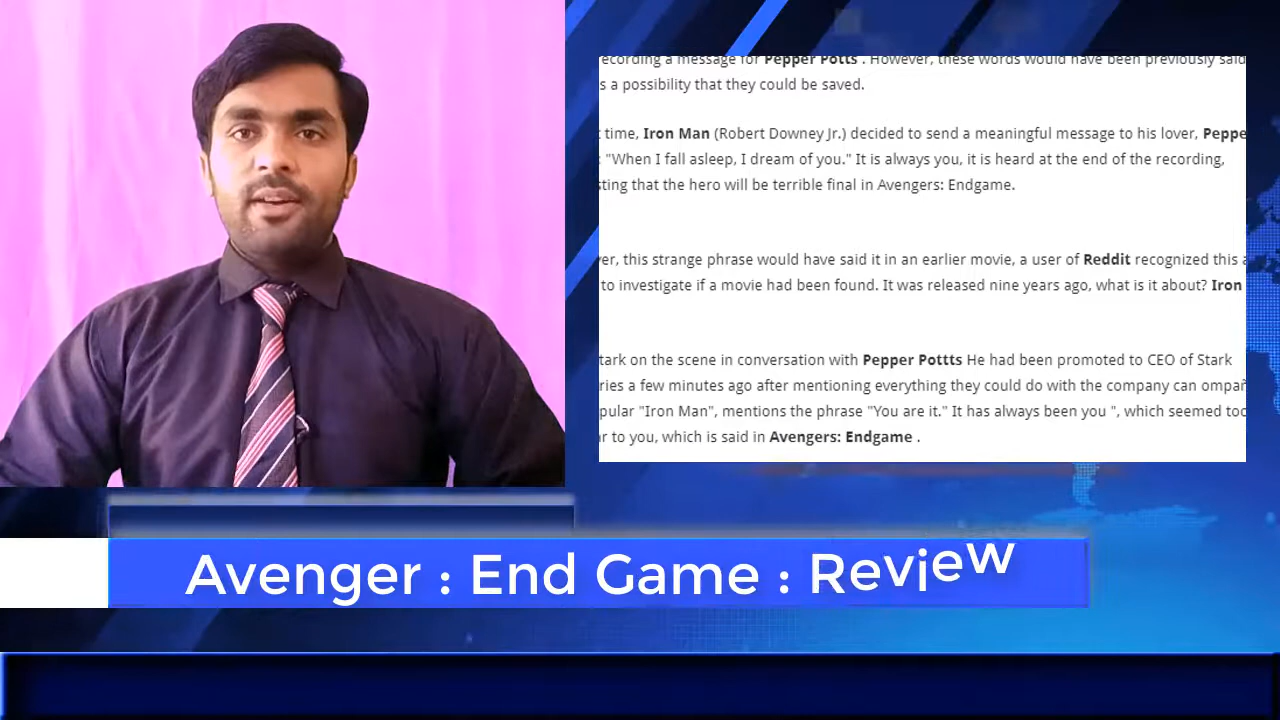 ecording a message for Pepper Potts . However, these words would have been previously said
s a possibility that they could be saved.
time, Iron Man (Robert Downey Jr.) decided to send a meaningful message to his lover, Peppe
: "When I fall asleep, I dream of you." It is always you, it is heard at the end of the recording,
sting that the hero will be terrible final in Avengers: Endgame.
er, this strange phrase would have said it in an earlier movie, a user of Reddit recognized this a
to investigate if a movie had been found. It was released nine years ago, what is it about? Iron
tark on the scene in conversation with Pepper Pottts He had been promoted to CEO of Stark
ries a few minutes ago after mentioning everything they could do with the company can ompañ
pular "Iron Man", mentions the phrase "You are it." It has always been you ", which seemed too
r to you, which is said in Avengers: Endgame .
Avenger : End Game : Review